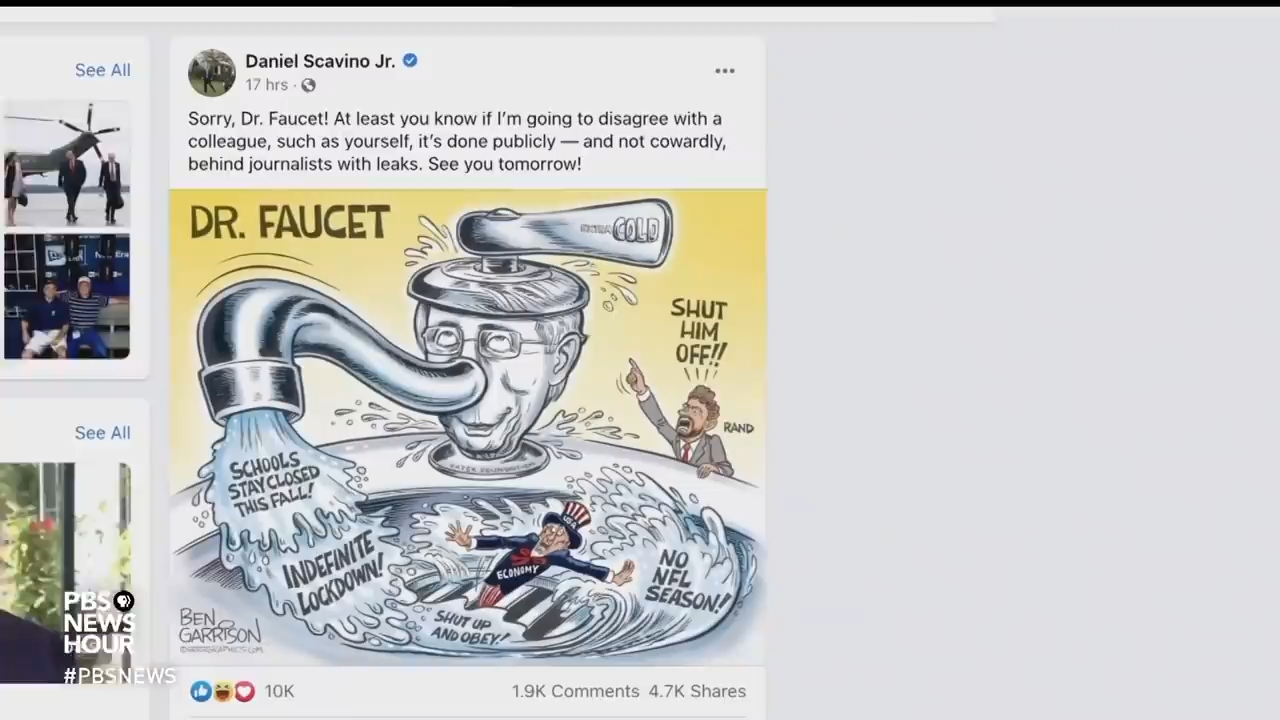 See All
Daniel Scavino Jr.
17 hrs ·
Sorry, Dr. Faucet! At least you know if I'm going to disagree with a
colleague, such as yourself, it's done publicly — and not cowardly,
behind journalists with leaks. See you tomorrow!
DR. FAUCET
EXTRA COLD
SHUT
HIM
OFF!!
RAND
SCHOOLS
STAY CLOSED
THIS FALL!
See All
INDEFINITE
LOCKDOWN!
USA
ECONOMY
NO
NFL
SEASON!
SHUT UP
AND OBEY!
BEN
GARRISON
PBS
NEWS
HOUR
#PBSNEWS
10K
1.9K Comments 4.7K Shares